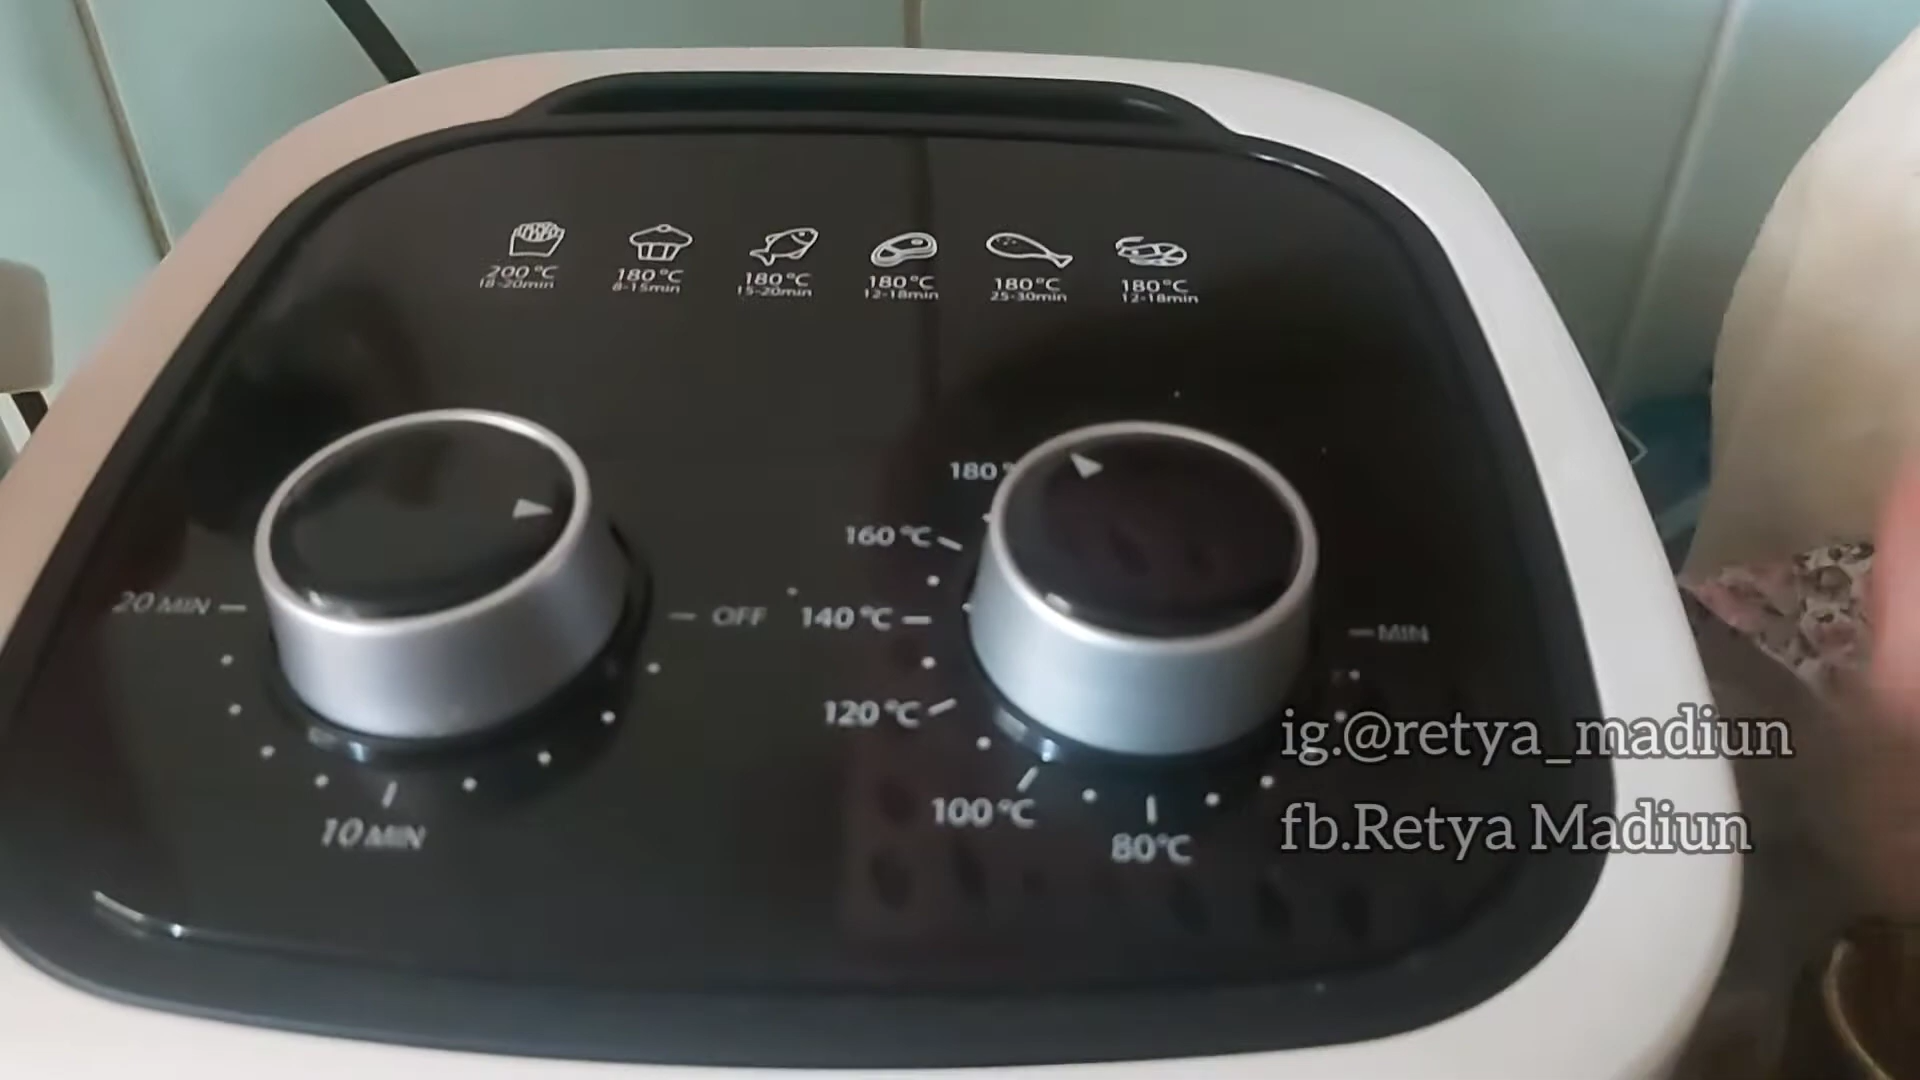 200°C 180°C 180°C 180°C 180°C 180°C
18-20min 8-15min 15-20min 12-18min 25-30min 12-18min
180°
160°C
20 MIN OFF 140°C MIN
120°C
10 MIN 100°C 80°C
ig.@retya_madiun
fb.Retya Madiun